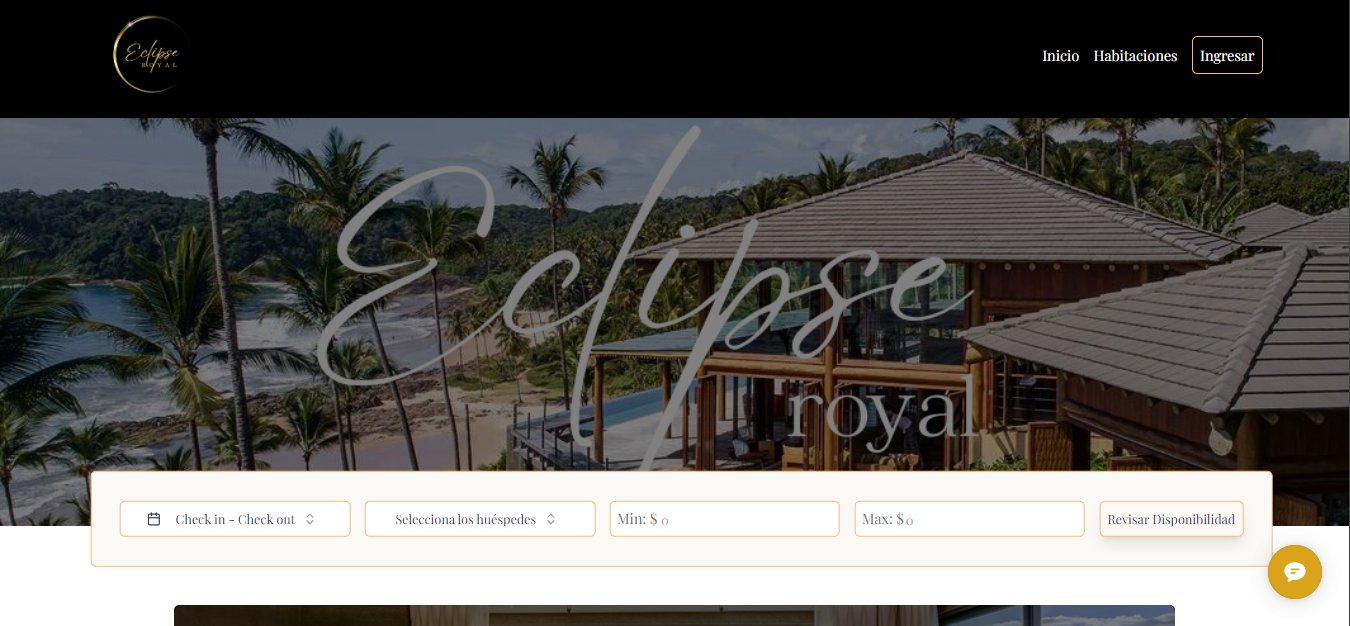 Eclipse
ROYAL
Inicio
Habitaciones
Ingresar
Eclipse
royal
Check in - Check out
Selecciona los huéspedes
Min: $ 0
Max: $ 0
Revisar Disponibilidad